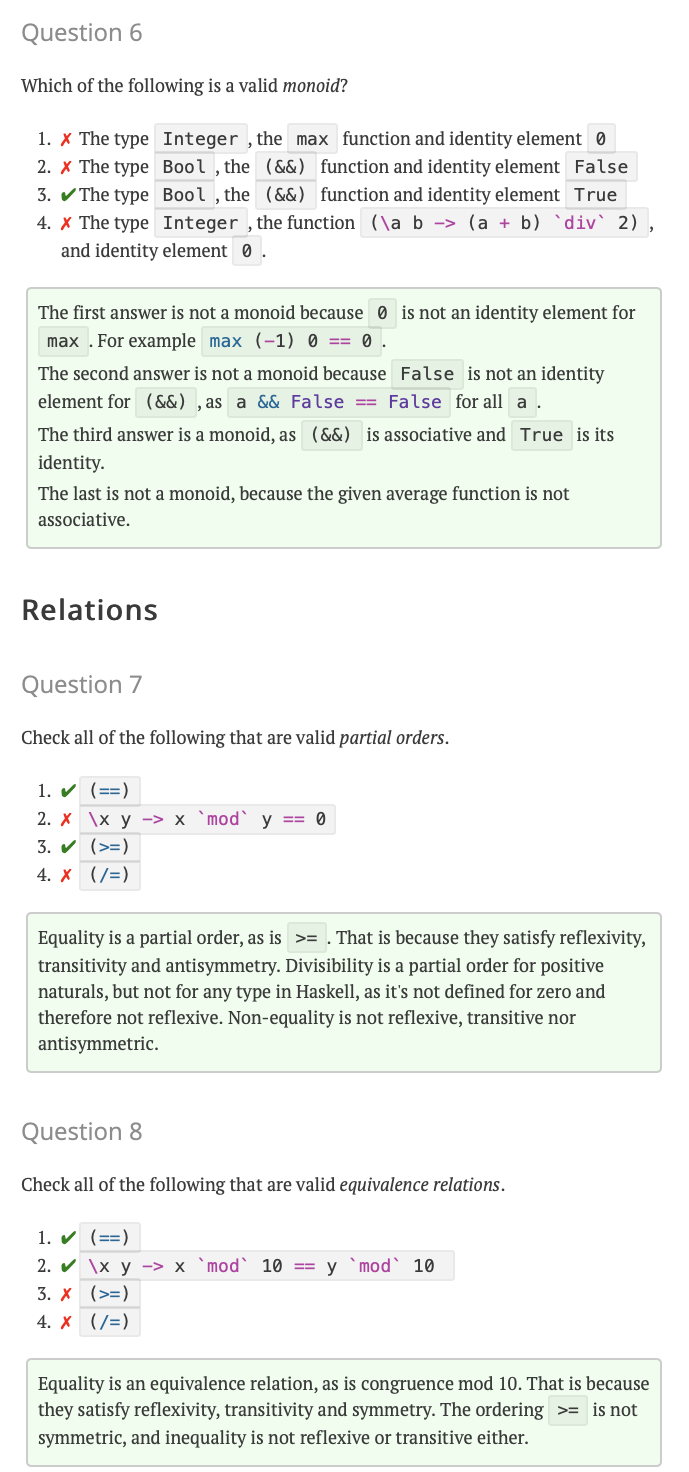 Question 6
Which of the following is a valid monoid?
1. ✗ The type Integer , the max function and identity element 0
2. ✗ The type Bool , the (&&) function and identity element False
3. ✔ The type Bool , the (&&) function and identity element True
4. ✗ The type Integer , the function (\a b -> (a + b) `div` 2) ,
and identity element 0 .
The first answer is not a monoid because 0 is not an identity element for
max . For example max (-1) 0 == 0 .
The second answer is not a monoid because False is not an identity
element for (&&) , as a && False == False for all a .
The third answer is a monoid, as (&&) is associative and True is its
identity.
The last is not a monoid, because the given average function is not
associative.
Relations
Question 7
Check all of the following that are valid partial orders.
1. ✔ (==)
2. ✗ \x y -> x `mod` y == 0
3. ✔ (>=)
4. ✗ (/=)
Equality is a partial order, as is >= . That is because they satisfy reflexivity,
transitivity and antisymmetry. Divisibility is a partial order for positive
naturals, but not for any type in Haskell, as it's not defined for zero and
therefore not reflexive. Non-equality is not reflexive, transitive nor
antisymmetric.
Question 8
Check all of the following that are valid equivalence relations.
1. ✔ (==)
2. ✔ \x y -> x `mod` 10 == y `mod` 10
3. ✗ (>=)
4. ✗ (/=)
Equality is an equivalence relation, as is congruence mod 10. That is because
they satisfy reflexivity, transitivity and symmetry. The ordering >= is not
symmetric, and inequality is not reflexive or transitive either.